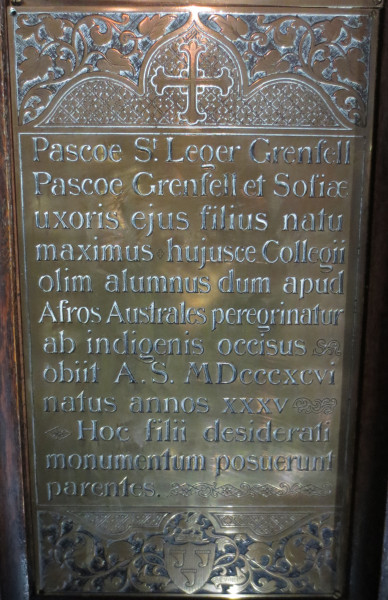 Pascoe St. Leger Grenfell
Pascoe Grenfell et Sofiæ
uxoris ejus filius natu
maximus hujusce Collegii
olim alumnus dum apud
Afros Australes peregrinatur
ab indigenis occisus
obiit A. S. MDcccxcvi
natus annos xxxv
Hoc filii desiderati
monumentum posuerunt
parentes.